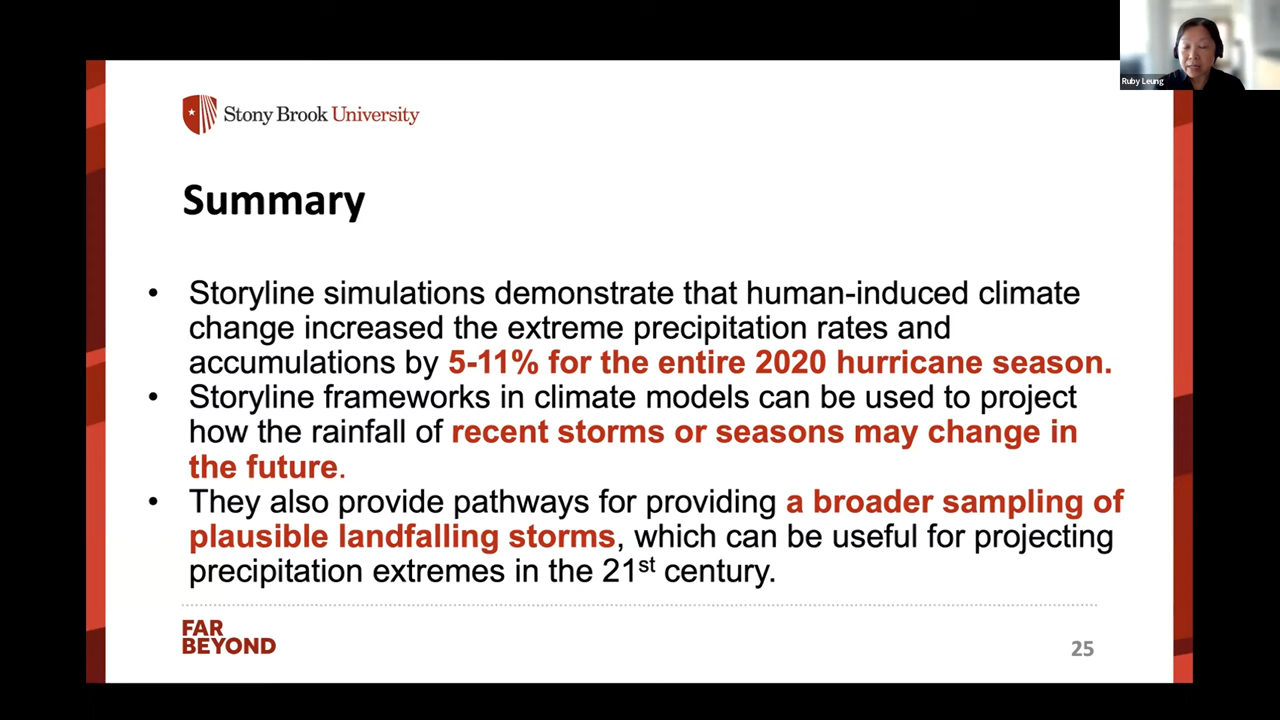 Ruby Leung
Stony Brook University
Summary
• Storyline simulations demonstrate that human-induced climate
change increased the extreme precipitation rates and
accumulations by 5-11% for the entire 2020 hurricane season.
• Storyline frameworks in climate models can be used to project
how the rainfall of recent storms or seasons may change in
the future.
• They also provide pathways for providing a broader sampling of
plausible landfalling storms, which can be useful for projecting
precipitation extremes in the 21st century.
FAR
BEYOND
25